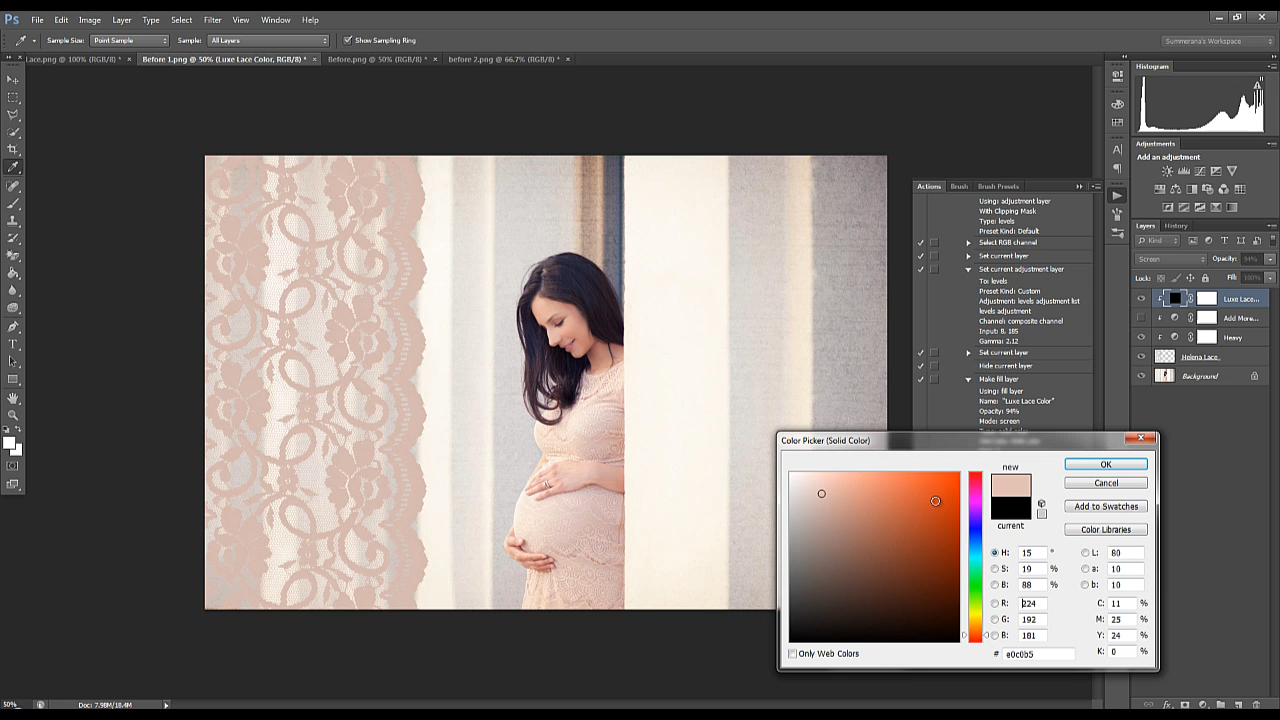 Ps File Edit Image Layer Type Select Filter View Window Help
Sample Size: Point Sample Sample: All Layers Show Sampling Ring Summerana's Workspace
Lace.png @ 100% (RGB/8) * × Before 1.png @ 50% (Luxe Lace Color, RGB/8) * × Before.png @ 50% (RGB/8) * × before 2.png @ 66.7% (RGB/8) * ×
Histogram
Adjustments
Add an adjustment
Layers History
Kind
Screen Opacity: 94%
Lock: Fill: 100%
Luxe Lace...
Add More...
Heavy
Helena Lace
Background
Actions Brush Brush Presets
Using: adjustment layer
With Clipping Mask
Type: levels
Preset Kind: Default
Select RGB channel
Set current layer
Set current adjustment layer
To: levels
Preset Kind: Custom
Adjustment: levels adjustment list
levels adjustment
Channel: composite channel
Input: 8, 185
Gamma: 2.12
Set current layer
Hide current layer
Make fill layer
Using: fill layer
Name: "Luxe Lace Color"
Opacity: 94%
Mode: screen
Color Picker (Solid Color)
new
current
OK
Cancel
Add to Swatches
Color Libraries
H: 15 ° L: 80
S: 19 % a: 10
B: 88 % b: 10
R: 224 C: 11 %
G: 192 M: 25 %
B: 181 Y: 24 %
# e0c0b5 K: 0 %
Only Web Colors
50% Doc: 7.98M/18.4M
T
A